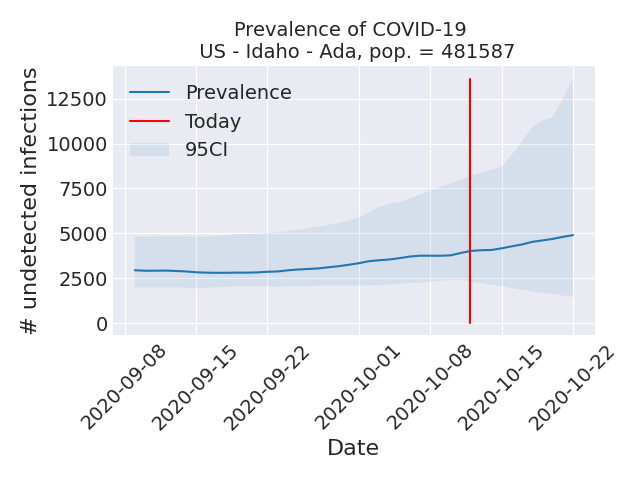 Prevalence of COVID-19
US - Idaho - Ada, pop. = 481587
# undetected infections
12500
10000
7500
5000
2500
0
Prevalence
Today
95CI
2020-09-08
2020-09-15
2020-09-22
2020-10-01
2020-10-08
2020-10-15
2020-10-22
Date